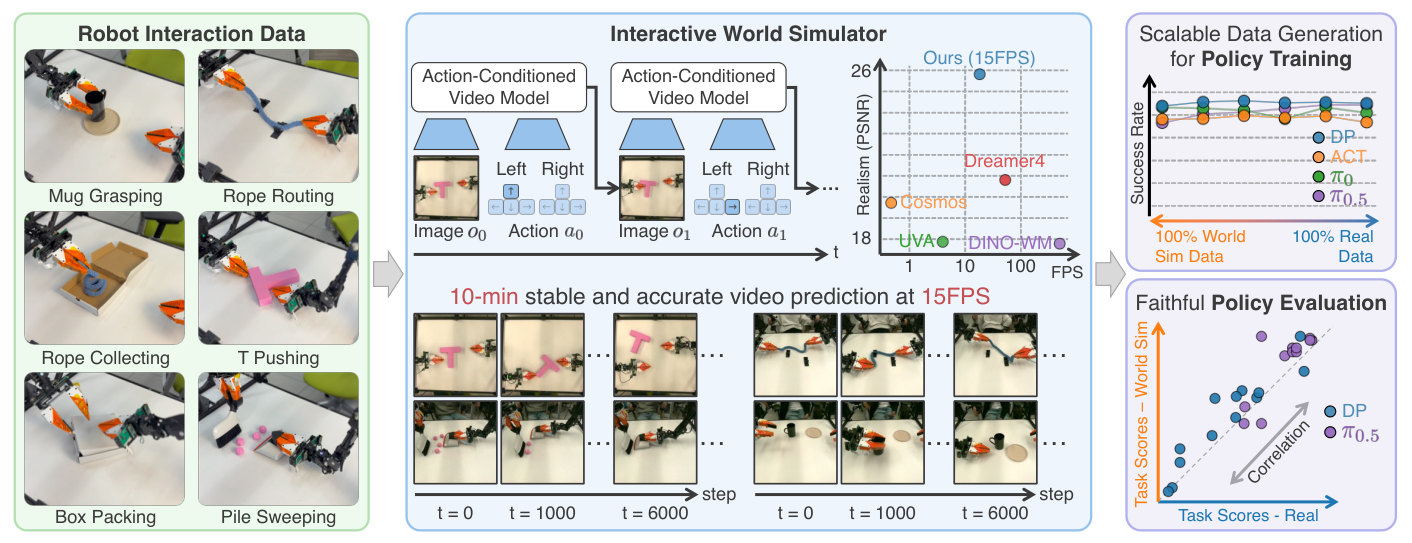 Robot Interaction Data
Mug Grasping
Rope Routing
Rope Collecting
T Pushing
Box Packing
Pile Sweeping
Interactive World Simulator
Action-Conditioned
Video Model
Action-Conditioned
Video Model
Left Right
Left Right
...
Image o₀
Action a₀
Image o₁
Action a₁
t
Realism (PSNR)
26
18
Ours (15FPS)
Dreamer4
Cosmos
UVA
DINO-WM
1 10 100
FPS
10-min stable and accurate video prediction at 15FPS
... ...
... ...
... ...
... ...
step
t = 0 t = 1000 t = 6000
step
t = 0 t = 1000 t = 6000
Scalable Data Generation
for Policy Training
Success Rate
DP
ACT
π₀
π₀.₅
100% World
Sim Data
100% Real
Data
Faithful Policy Evaluation
Task Scores – World Sim
DP
π₀.₅
Correlation
Task Scores - Real